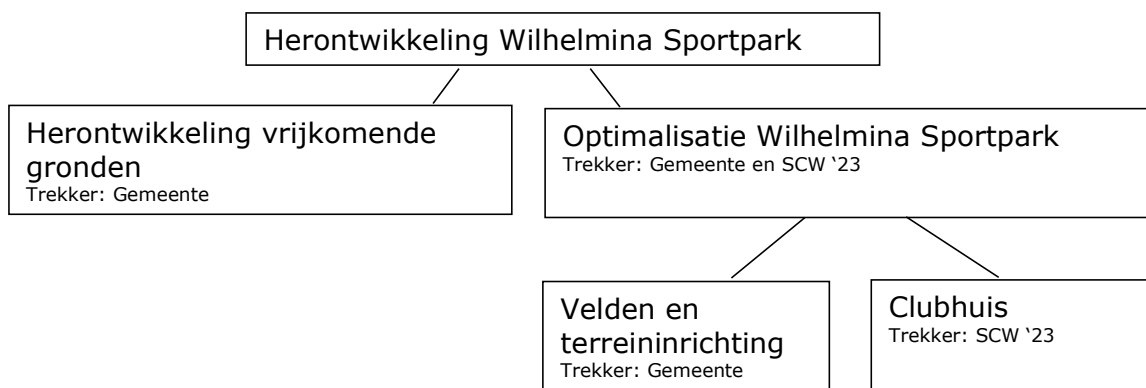 Herontwikkeling Wilhelmina Sportpark
Herontwikkeling vrijkomende
gronden
Trekker: Gemeente
Optimalisatie Wilhelmina Sportpark
Trekker: Gemeente en SCW ‘23
Velden en
terreininrichting
Trekker: Gemeente
Clubhuis
Trekker: SCW ‘23